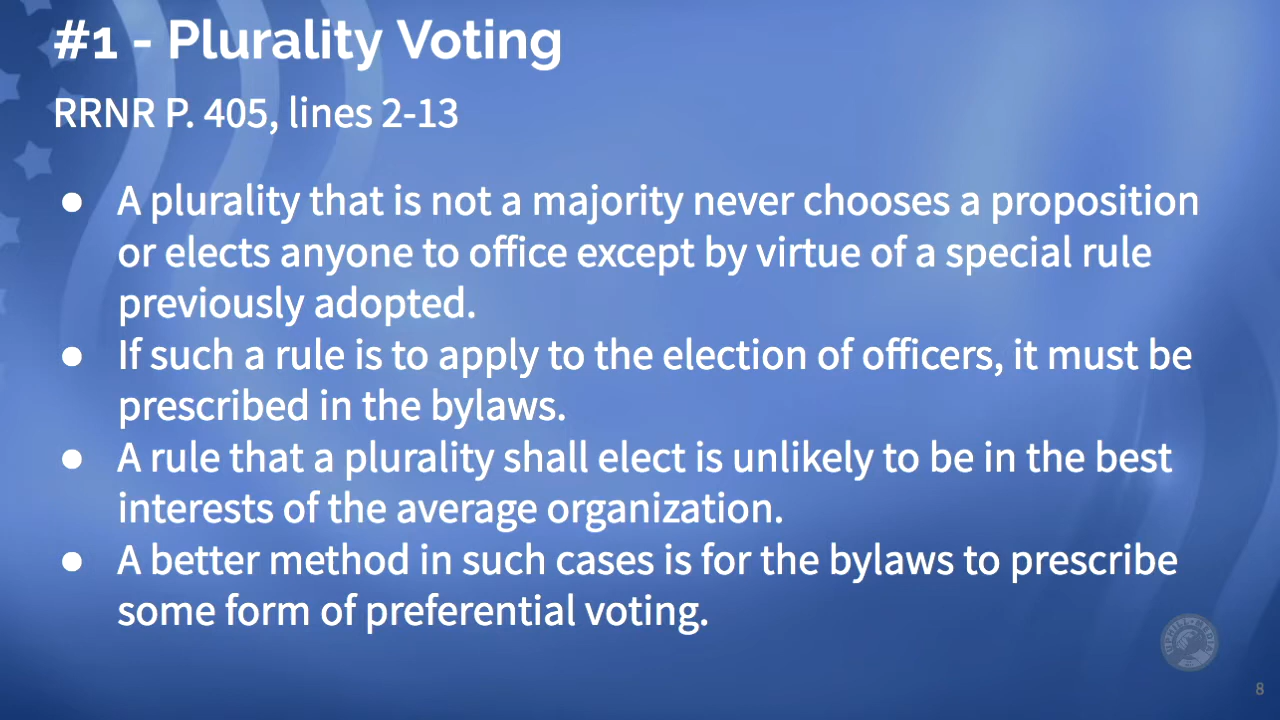 #1 - Plurality Voting
RRNR P. 405, lines 2-13
● A plurality that is not a majority never chooses a proposition
or elects anyone to office except by virtue of a special rule
previously adopted.
● If such a rule is to apply to the election of officers, it must be
prescribed in the bylaws.
● A rule that a plurality shall elect is unlikely to be in the best
interests of the average organization.
● A better method in such cases is for the bylaws to prescribe
some form of preferential voting.
UPHILL MEDIA
8